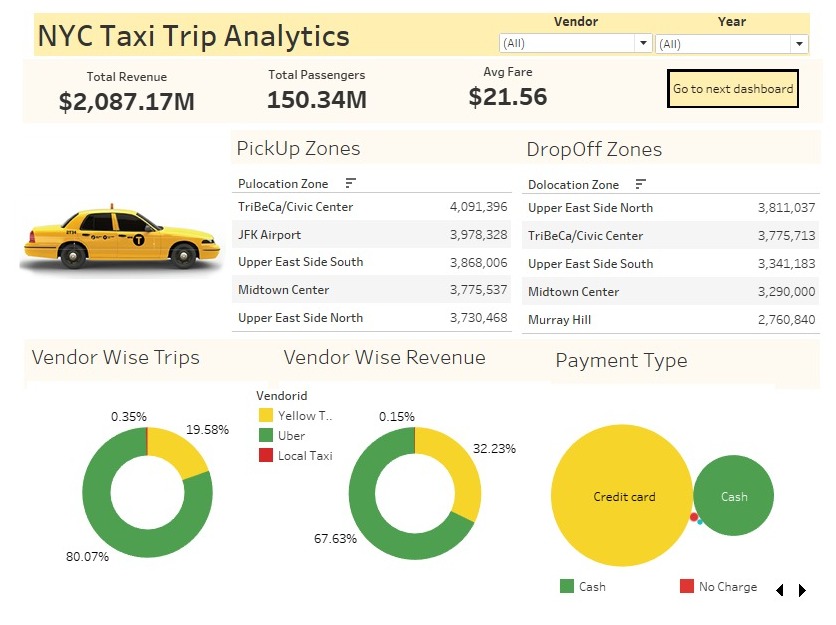 NYC Taxi Trip Analytics
Vendor
Year
(All)
(All)
Total Revenue
$2,087.17M
Total Passengers
150.34M
Avg Fare
$21.56
Go to next dashboard
PickUp Zones
DropOff Zones
Pulocation Zone
TriBeCa/Civic Center 4,091,396
JFK Airport 3,978,328
Upper East Side South 3,868,006
Midtown Center 3,775,537
Upper East Side North 3,730,468
Dolocation Zone
Upper East Side North 3,811,037
TriBeCa/Civic Center 3,775,713
Upper East Side South 3,341,183
Midtown Center 3,290,000
Murray Hill 2,760,840
T
Vendor Wise Trips
Vendor Wise Revenue
Payment Type
0.35%
19.58%
80.07%
Vendorid
Yellow T..
Uber
Local Taxi
0.15%
32.23%
67.63%
Credit card
Cash
Cash
No Charge